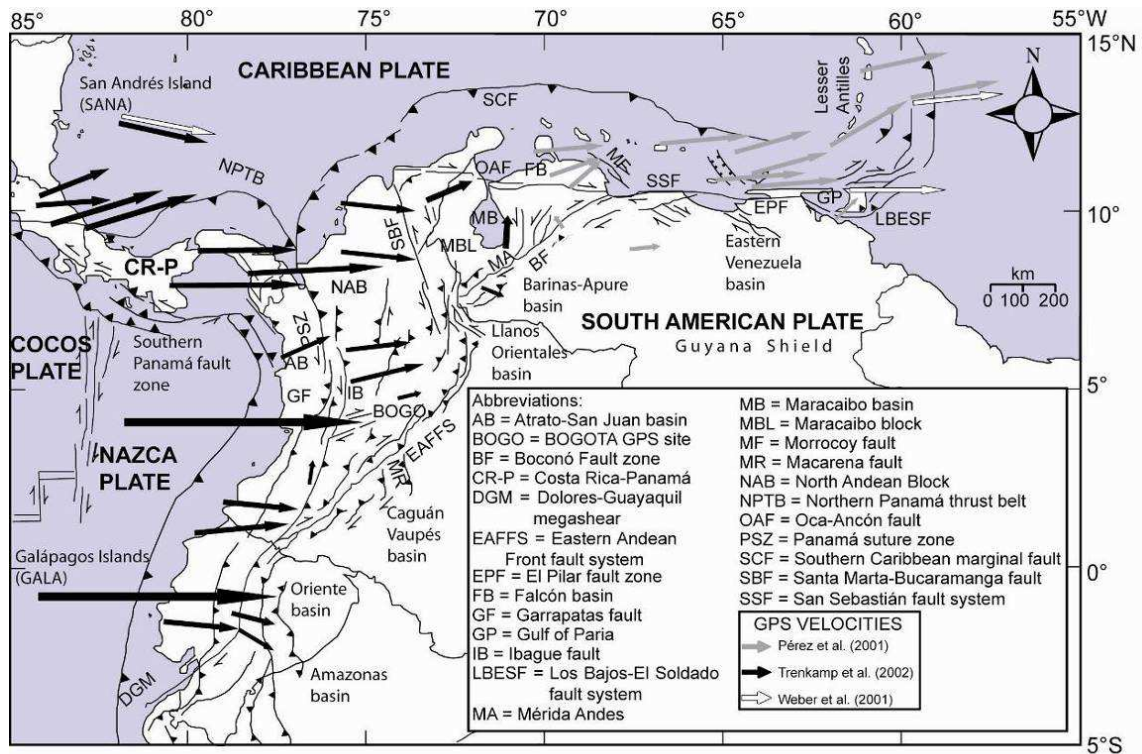 85°
80°
75°
70°
65°
60°
55°W
15°N
10°N
5°N
0°
5°S
N
km
0 100 200
CARIBBEAN PLATE
San Andrés Island
(SANA)
Lesser
Antilles
SCF
NPTB
OAF
FB
MF
SSF
EPF
GP
LBESF
MB
SBF
MBL
MA
BF
Eastern
Venezuela
basin
CR-P
NAB
Barinas-Apure
basin
SOUTH AMERICAN PLATE
Guyana Shield
COCOS
PLATE
Southern
Panamá fault
zone
PSZ
AB
Llanos
Orientales
basin
GF
IB
BOGO
EAFFS
NAZCA
PLATE
MR
Caguán
Vaupés
basin
Galápagos Islands
(GALA)
Oriente
basin
Amazonas
basin
DGM
Abbreviations:
AB = Atrato-San Juan basin
BOGO = BOGOTA GPS site
BF = Boconó Fault zone
CR-P = Costa Rica-Panamá
DGM = Dolores-Guayaquil
megashear
EAFFS = Eastern Andean
Front fault system
EPF = El Pilar fault zone
FB = Falcón basin
GF = Garrapatas fault
GP = Gulf of Paria
IB = Ibague fault
LBESF = Los Bajos-El Soldado
fault system
MA = Mérida Andes
MB = Maracaibo basin
MBL = Maracaibo block
MF = Morrocoy fault
MR = Macarena fault
NAB = North Andean Block
NPTB = Northern Panamá thrust belt
OAF = Oca-Ancón fault
PSZ = Panamá suture zone
SCF = Southern Caribbean marginal fault
SBF = Santa Marta-Bucaramanga fault
SSF = San Sebastián fault system
GPS VELOCITIES
Pérez et al. (2001)
Trenkamp et al. (2002)
Weber et al. (2001)